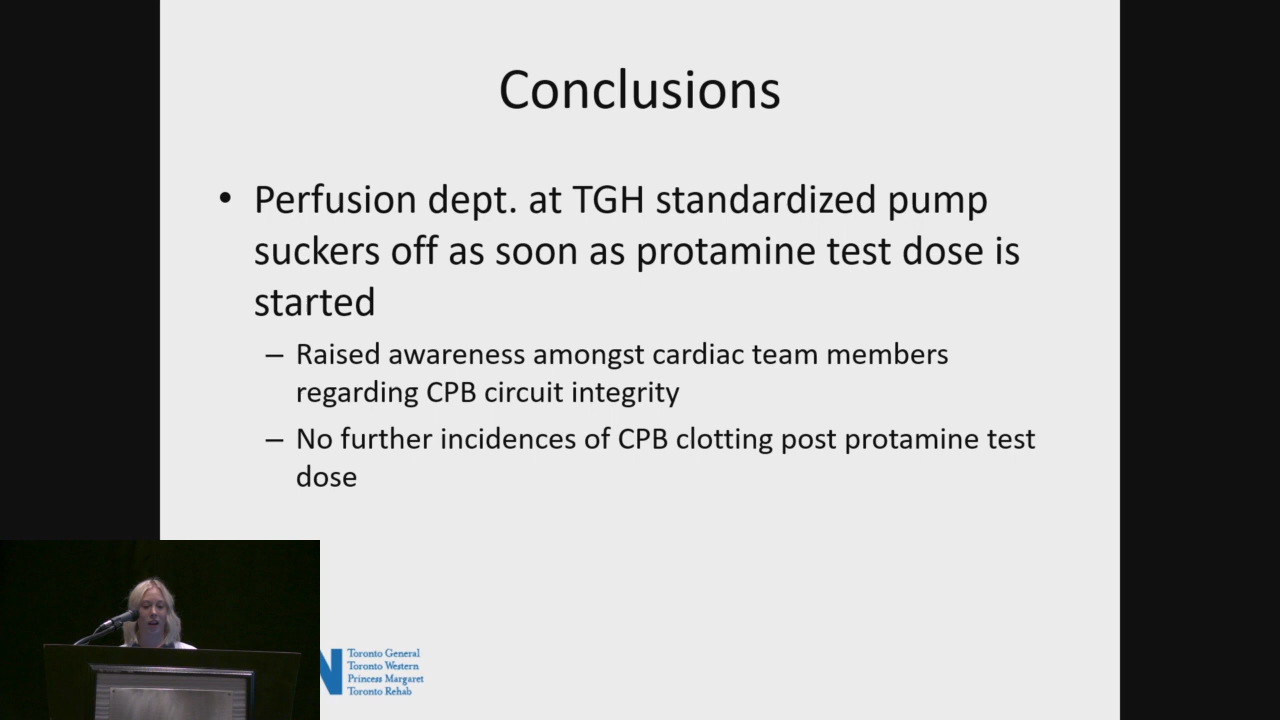 Conclusions
• Perfusion dept. at TGH standardized pump
suckers off as soon as protamine test dose is
started
– Raised awareness amongst cardiac team members
regarding CPB circuit integrity
– No further incidences of CPB clotting post protamine test
dose
N
Toronto General
Toronto Western
Princess Margaret
Toronto Rehab